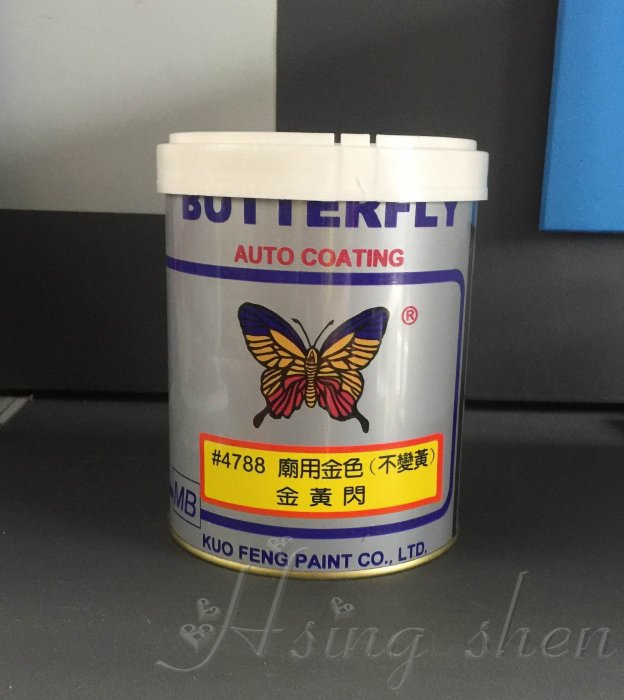 BUTTERFLY
AUTO COATING
®
#4788 廟用金色(不變黃)
金黃閃
MB
KUO FENG PAINT CO., LTD.
Hsing shen